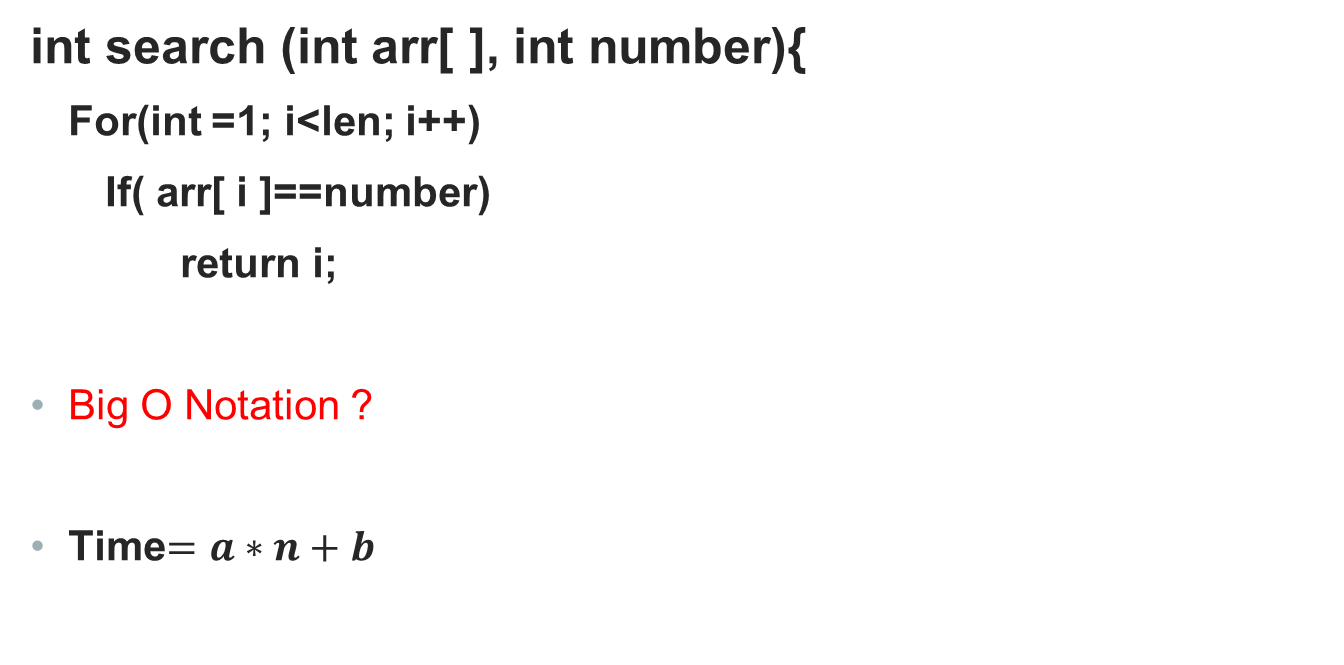 int search (int arr[ ], int number){
For(int =1; i<len; i++)
If( arr[ i ]==number)
return i;
• Big O Notation ?
• Time= a ∗ n + b